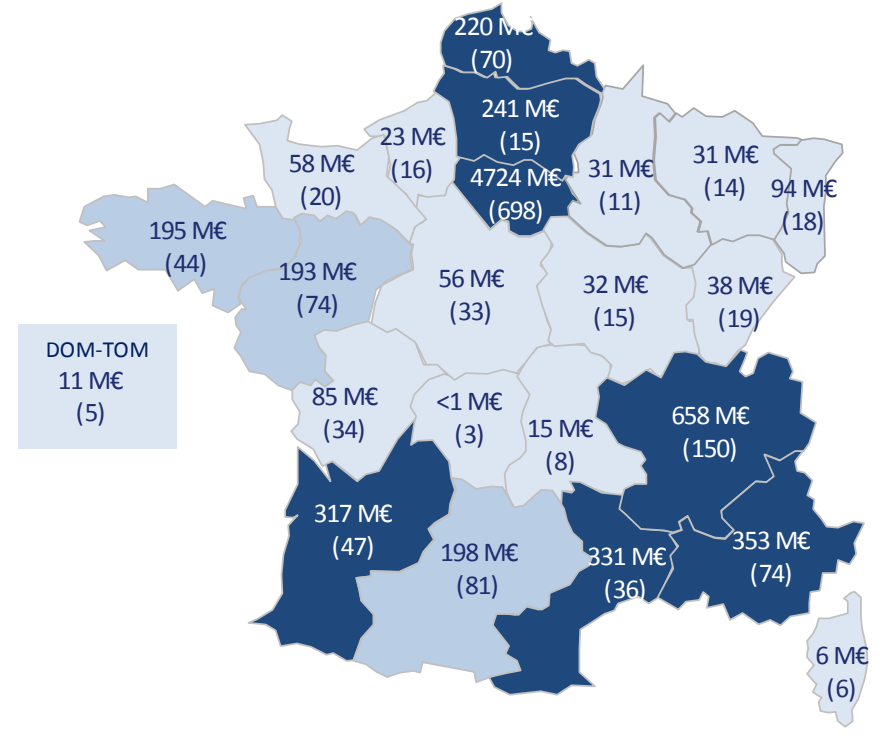 220 M€
(70)
241 M€
(15)
23 M€
(16)
58 M€
(20)
4724 M€
(698)
31 M€
(11)
31 M€
(14)
94 M€
(18)
195 M€
(44)
193 M€
(74)
56 M€
(33)
32 M€
(15)
38 M€
(19)
DOM-TOM
11 M€
(5)
85 M€
(34)
<1 M€
(3)
15 M€
(8)
658 M€
(150)
317 M€
(47)
198 M€
(81)
331 M€
(36)
353 M€
(74)
6 M€
(6)